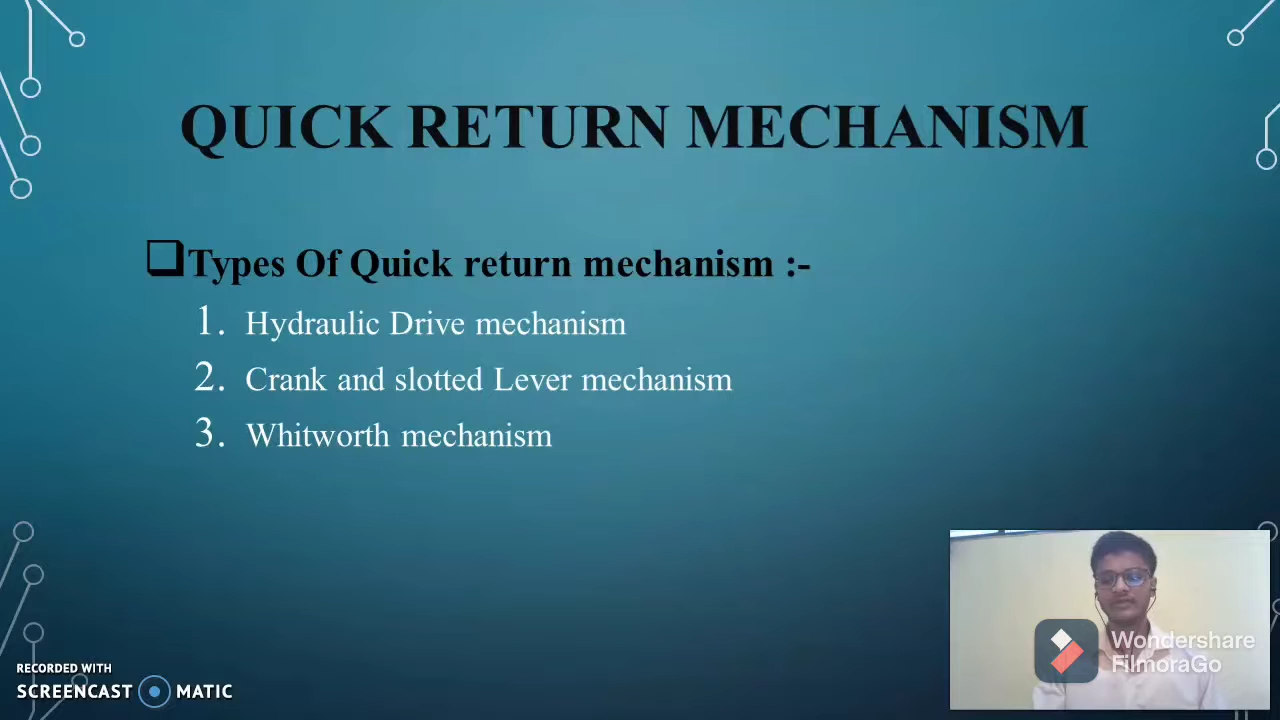 QUICK RETURN MECHANISM
Types Of Quick return mechanism :-
1. Hydraulic Drive mechanism
2. Crank and slotted Lever mechanism
3. Whitworth mechanism
Wondershare
FilmoraGo
RECORDED WITH
SCREENCAST MATIC